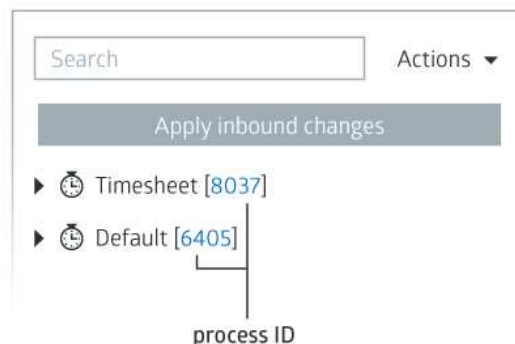 Search
Actions
Apply inbound changes
Timesheet [8037]
Default [6405]
process ID